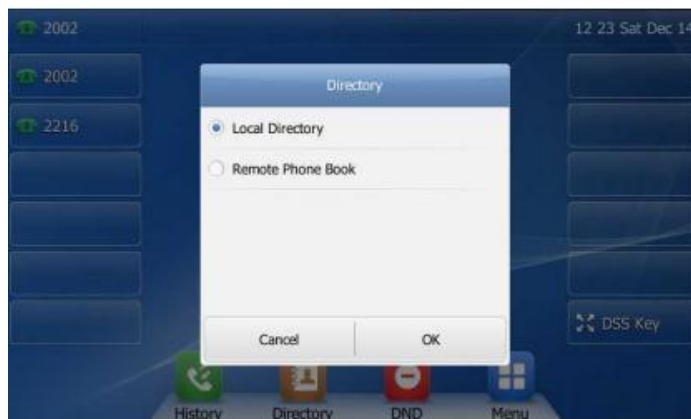 2002
12 23 Sat Dec 14
2002
Directory
2216
Local Directory
Remote Phone Book
DSS Key
Cancel
OK
History
Directory
DND
Menu